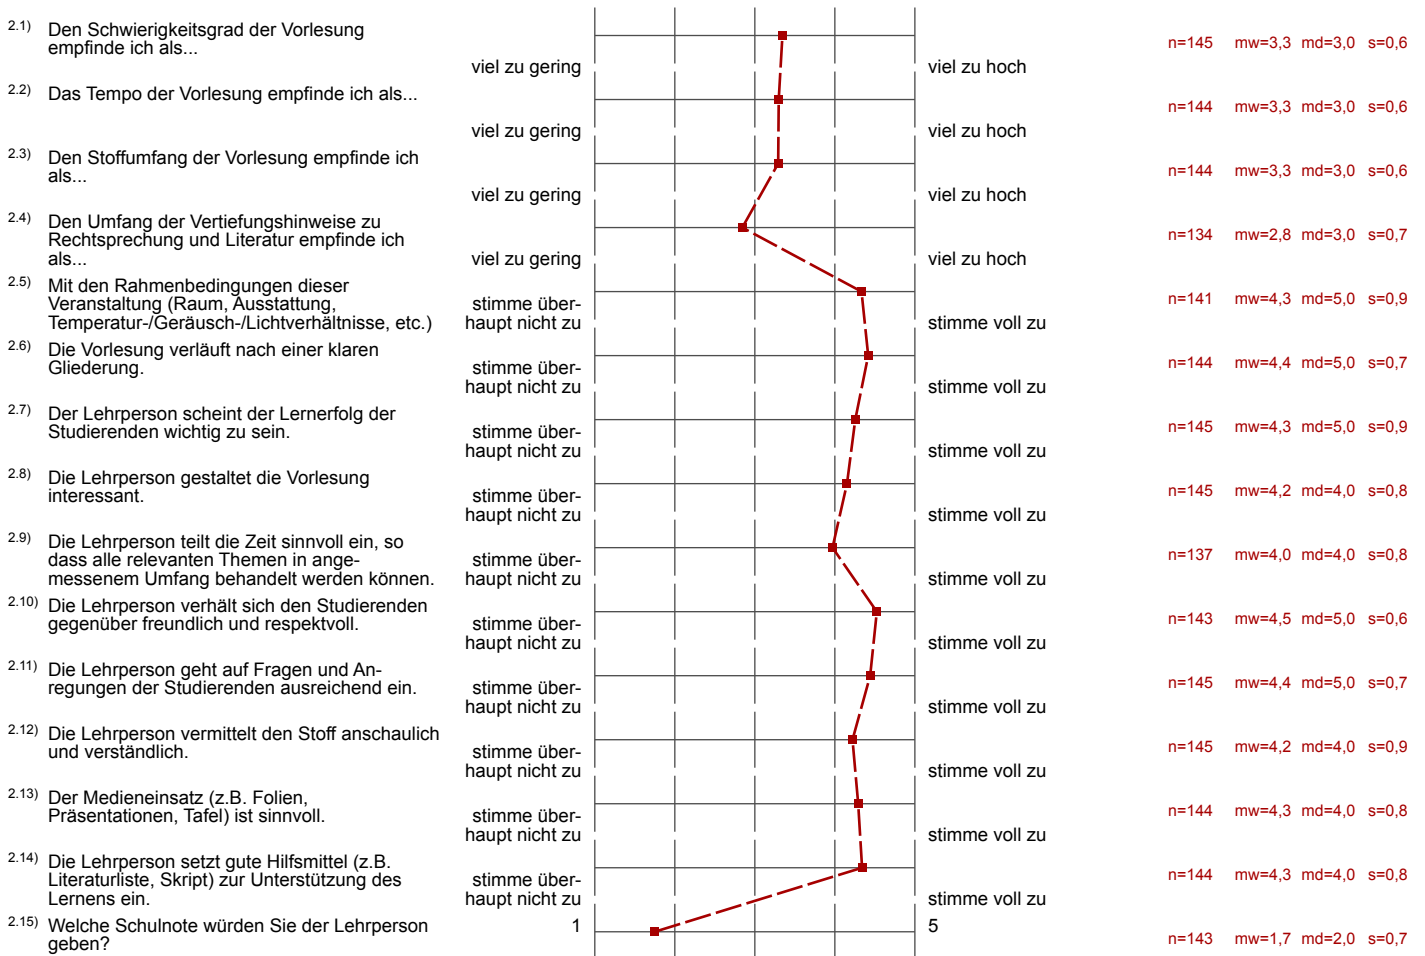 2.1) Den Schwierigkeitsgrad der Vorlesung
empfinde ich als...
viel zu gering viel zu hoch
n=145 mw=3,3 md=3,0 s=0,6
2.2) Das Tempo der Vorlesung empfinde ich als...
viel zu gering viel zu hoch
n=144 mw=3,3 md=3,0 s=0,6
2.3) Den Stoffumfang der Vorlesung empfinde ich
als...
viel zu gering viel zu hoch
n=144 mw=3,3 md=3,0 s=0,6
2.4) Den Umfang der Vertiefungshinweise zu
Rechtsprechung und Literatur empfinde ich
als...
viel zu gering viel zu hoch
n=134 mw=2,8 md=3,0 s=0,7
2.5) Mit den Rahmenbedingungen dieser
Veranstaltung (Raum, Ausstattung,
Temperatur-/Geräusch-/Lichtverhältnisse, etc.)
stimme über-
haupt nicht zu stimme voll zu
n=141 mw=4,3 md=5,0 s=0,9
2.6) Die Vorlesung verläuft nach einer klaren
Gliederung.
stimme über-
haupt nicht zu stimme voll zu
n=144 mw=4,4 md=5,0 s=0,7
2.7) Der Lehrperson scheint der Lernerfolg der
Studierenden wichtig zu sein.
stimme über-
haupt nicht zu stimme voll zu
n=145 mw=4,3 md=5,0 s=0,9
2.8) Die Lehrperson gestaltet die Vorlesung
interessant.
stimme über-
haupt nicht zu stimme voll zu
n=145 mw=4,2 md=4,0 s=0,8
2.9) Die Lehrperson teilt die Zeit sinnvoll ein, so
dass alle relevanten Themen in ange-
messenem Umfang behandelt werden können.
stimme über-
haupt nicht zu stimme voll zu
n=137 mw=4,0 md=4,0 s=0,8
2.10) Die Lehrperson verhält sich den Studierenden
gegenüber freundlich und respektvoll.
stimme über-
haupt nicht zu stimme voll zu
n=143 mw=4,5 md=5,0 s=0,6
2.11) Die Lehrperson geht auf Fragen und An-
regungen der Studierenden ausreichend ein.
stimme über-
haupt nicht zu stimme voll zu
n=145 mw=4,4 md=5,0 s=0,7
2.12) Die Lehrperson vermittelt den Stoff anschaulich
und verständlich.
stimme über-
haupt nicht zu stimme voll zu
n=145 mw=4,2 md=4,0 s=0,9
2.13) Der Medieneinsatz (z.B. Folien,
Präsentationen, Tafel) ist sinnvoll.
stimme über-
haupt nicht zu stimme voll zu
n=144 mw=4,3 md=4,0 s=0,8
2.14) Die Lehrperson setzt gute Hilfsmittel (z.B.
Literaturliste, Skript) zur Unterstützung des
Lernens ein.
stimme über-
haupt nicht zu stimme voll zu
n=144 mw=4,3 md=4,0 s=0,8
2.15) Welche Schulnote würden Sie der Lehrperson
geben?
1 5
n=143 mw=1,7 md=2,0 s=0,7